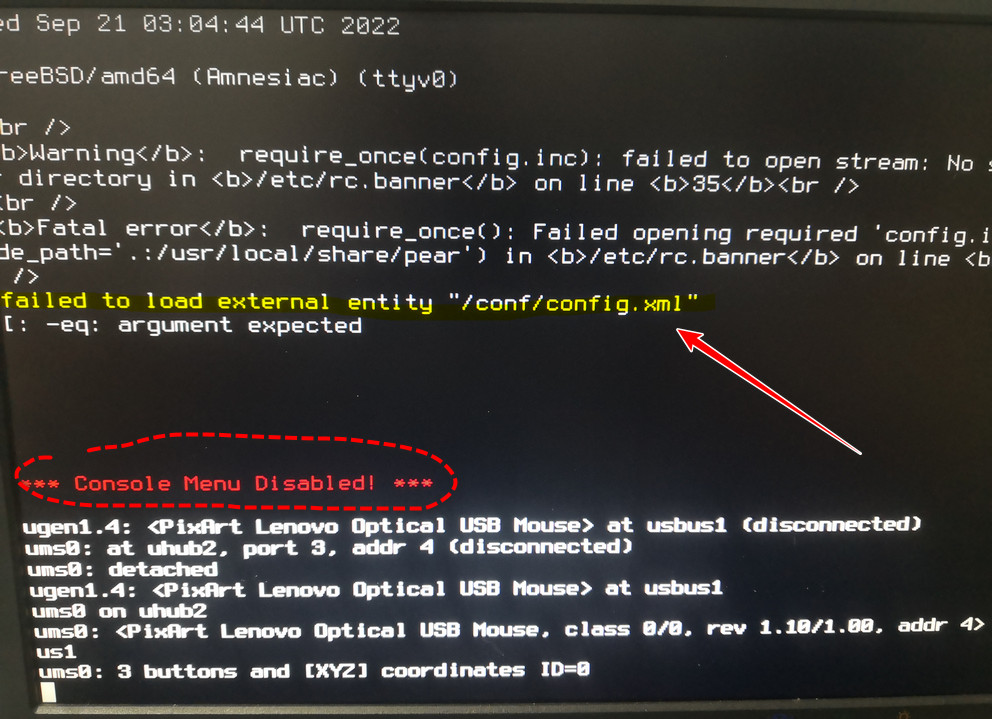 ed Sep 21 03:04:44 UTC 2022
reeBSD/amd64 (Amnesiac) (ttyv0)
br />
b>Warning</b>:  require_once(config.inc): failed to open stream: No s
r directory in <b>/etc/rc.banner</b> on line <b>35</b><br />
<br />
<b>Fatal error</b>:  require_once(): Failed opening required 'config.i
de_path='.:/usr/local/share/pear') in <b>/etc/rc.banner</b> on line <b
/>
failed to load external entity "/conf/config.xml"
[: -eq: argument expected
*** Console Menu Disabled! ***
ugen1.4: <PixArt Lenovo Optical USB Mouse> at usbus1 (disconnected)
ums0: at uhub2, port 3, addr 4 (disconnected)
ums0: detached
ugen1.4: <PixArt Lenovo Optical USB Mouse> at usbus1
ums0 on uhub2
ums0: <PixArt Lenovo Optical USB Mouse, class 0/0, rev 1.10/1.00, addr 4>
us1
ums0: 3 buttons and [XYZ] coordinates ID=0